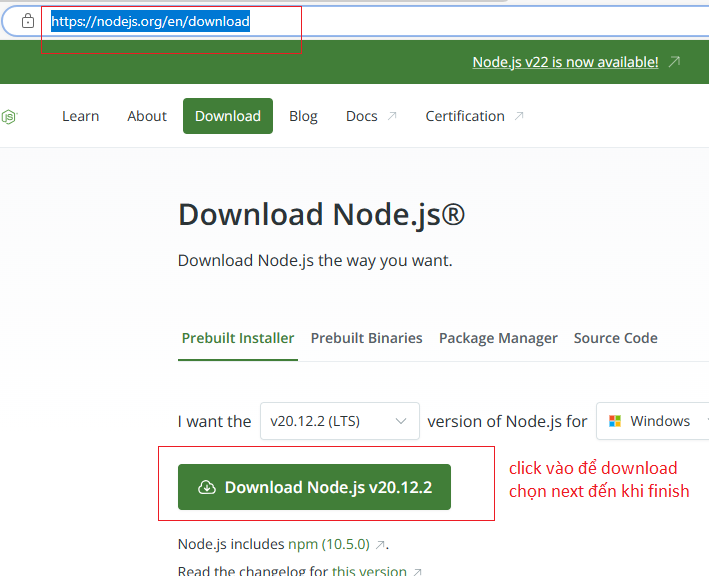 https://nodejs.org/en/download
Node.js v22 is now available!
JS Learn About Download Blog Docs Certification
Download Node.js®
Download Node.js the way you want.
Prebuilt Installer Prebuilt Binaries Package Manager Source Code
I want the v20.12.2 (LTS) version of Node.js for Windows
Download Node.js v20.12.2
click vào để download
chọn next đến khi finish
Node.js includes npm (10.5.0).
Read the changelog for this version